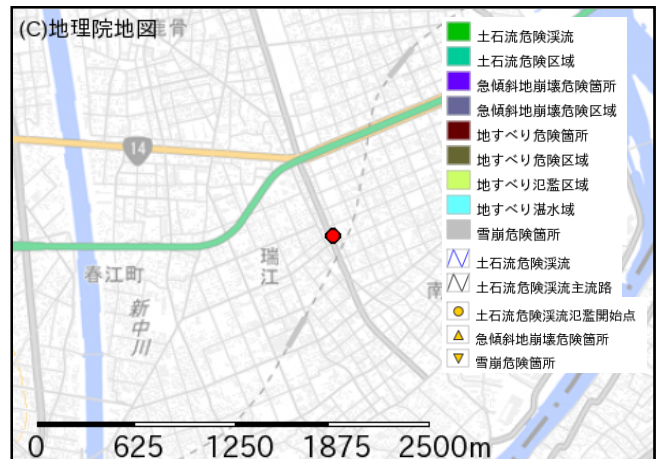 (C)地理院地図
鹿骨
14
瑞江
春江町
新中川
南
土石流危険渓流
土石流危険区域
急傾斜地崩壊危険箇所
急傾斜地崩壊危険区域
地すべり危険箇所
地すべり危険区域
地すべり氾濫区域
地すべり湛水域
雪崩危険箇所
土石流危険渓流
土石流危険渓流主流路
土石流危険渓流氾濫開始点
急傾斜地崩壊危険箇所
雪崩危険箇所
0 625 1250 1875 2500m